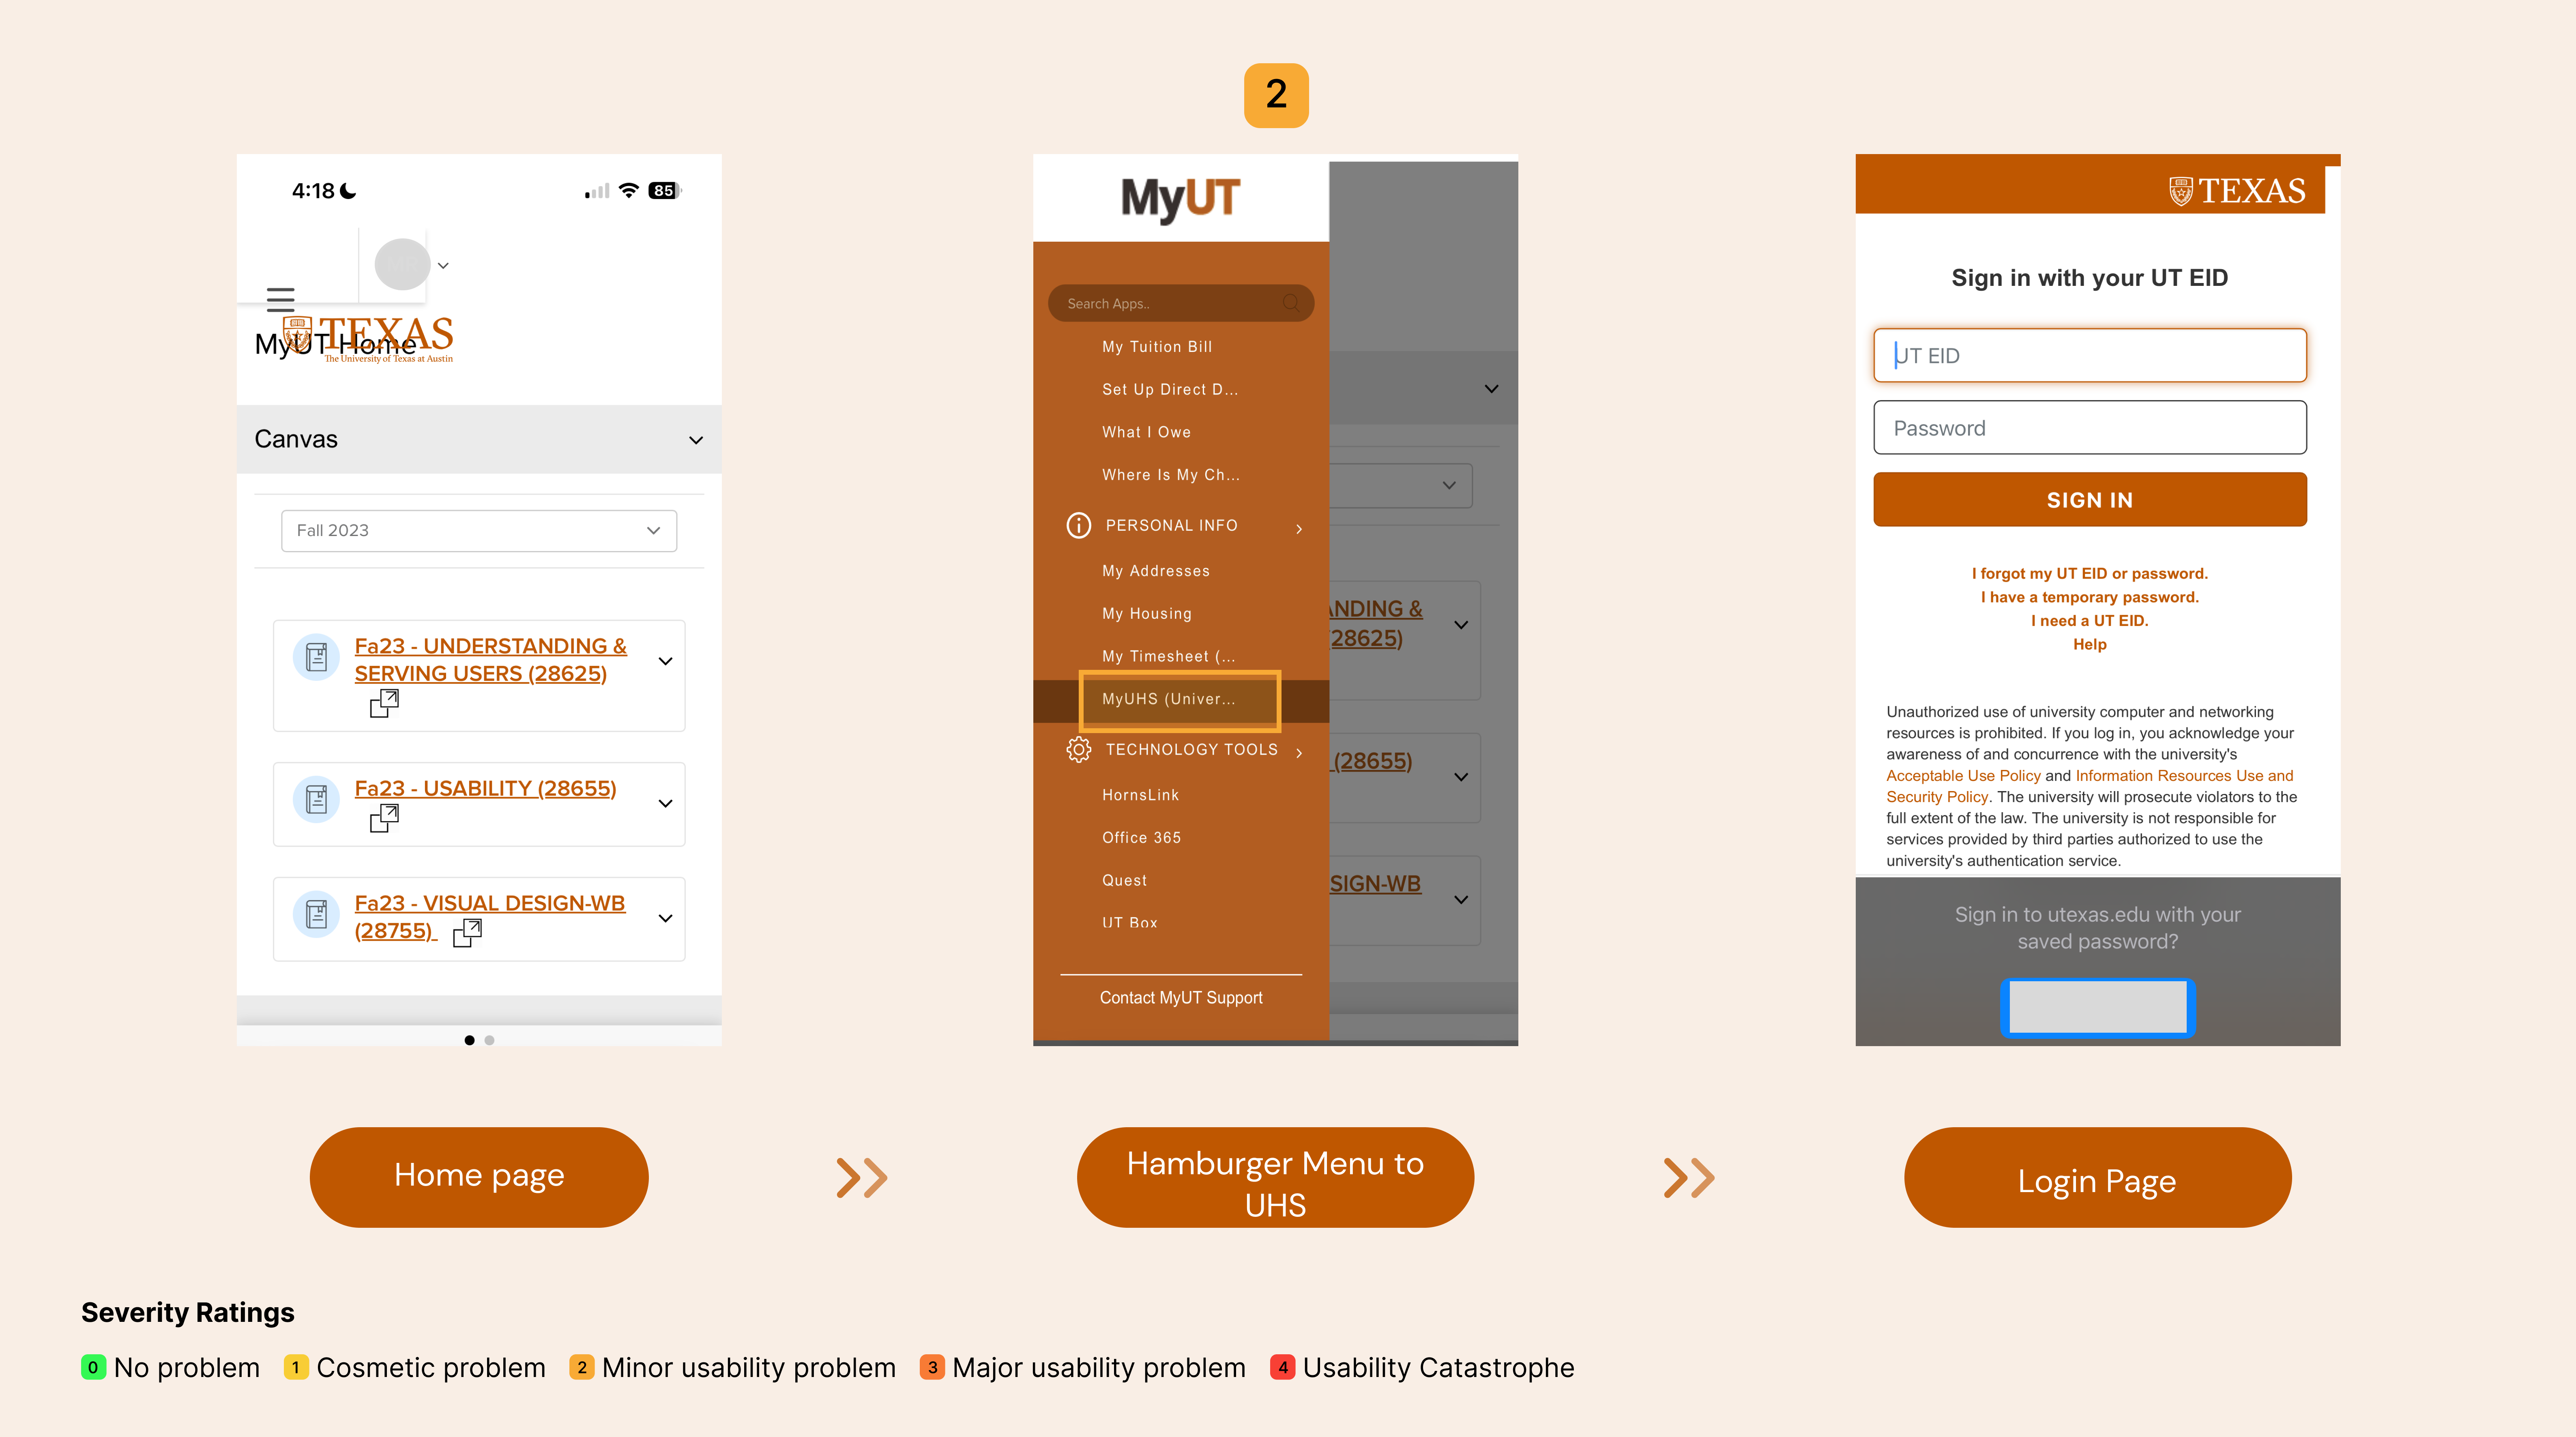 2
4:18
85
MyUT Home
TEXAS
The University of Texas at Austin
Canvas
Fall 2023
Fa23 - UNDERSTANDING &
SERVING USERS (28625)
Fa23 - USABILITY (28655)
Fa23 - VISUAL DESIGN-WB
(28755)
MyUT
Search Apps..
My Tuition Bill
Set Up Direct D...
What I Owe
Where Is My Ch...
PERSONAL INFO
My Addresses
My Housing
My Timesheet (...
MyUHS (Univer...
TECHNOLOGY TOOLS
HornsLink
Office 365
Quest
UT Box
Contact MyUT Support
ANDING &
(28625)
(28655)
SIGN-WB
TEXAS
Sign in with your UT EID
UT EID
Password
SIGN IN
I forgot my UT EID or password.
I have a temporary password.
I need a UT EID.
Help
Unauthorized use of university computer and networking
resources is prohibited. If you log in, you acknowledge your
awareness of and concurrence with the university's
Acceptable Use Policy and Information Resources Use and
Security Policy. The university will prosecute violators to the
full extent of the law. The university is not responsible for
services provided by third parties authorized to use the
university's authentication service.
Sign in to utexas.edu with your
saved password?
Home page
Hamburger Menu to
UHS
Login Page
Severity Ratings
0 No problem 1 Cosmetic problem 2 Minor usability problem 3 Major usability problem 4 Usability Catastrophe